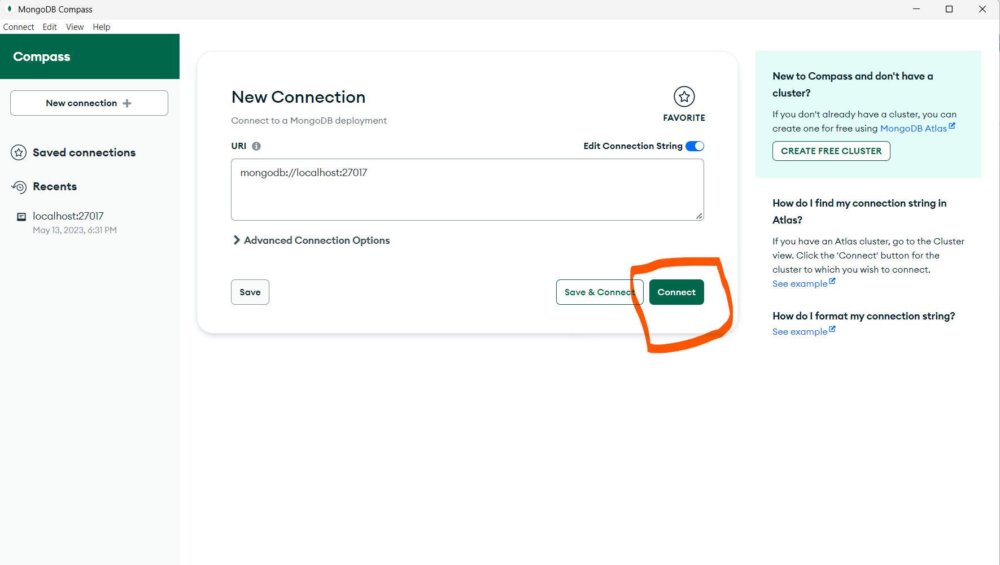 MongoDB Compass
Connect Edit View Help
Compass
New connection
Saved connections
Recents
localhost:27017
May 13, 2023, 6:31 PM
New Connection
Connect to a MongoDB deployment
FAVORITE
URI
Edit Connection String
mongodb://localhost:27017
Advanced Connection Options
Save
Save & Connect
Connect
New to Compass and don't have a
cluster?
If you don't already have a cluster, you can
create one for free using MongoDB Atlas
CREATE FREE CLUSTER
How do I find my connection string in
Atlas?
If you have an Atlas cluster, go to the Cluster
view. Click the 'Connect' button for the
cluster to which you wish to connect.
See example
How do I format my connection string?
See example